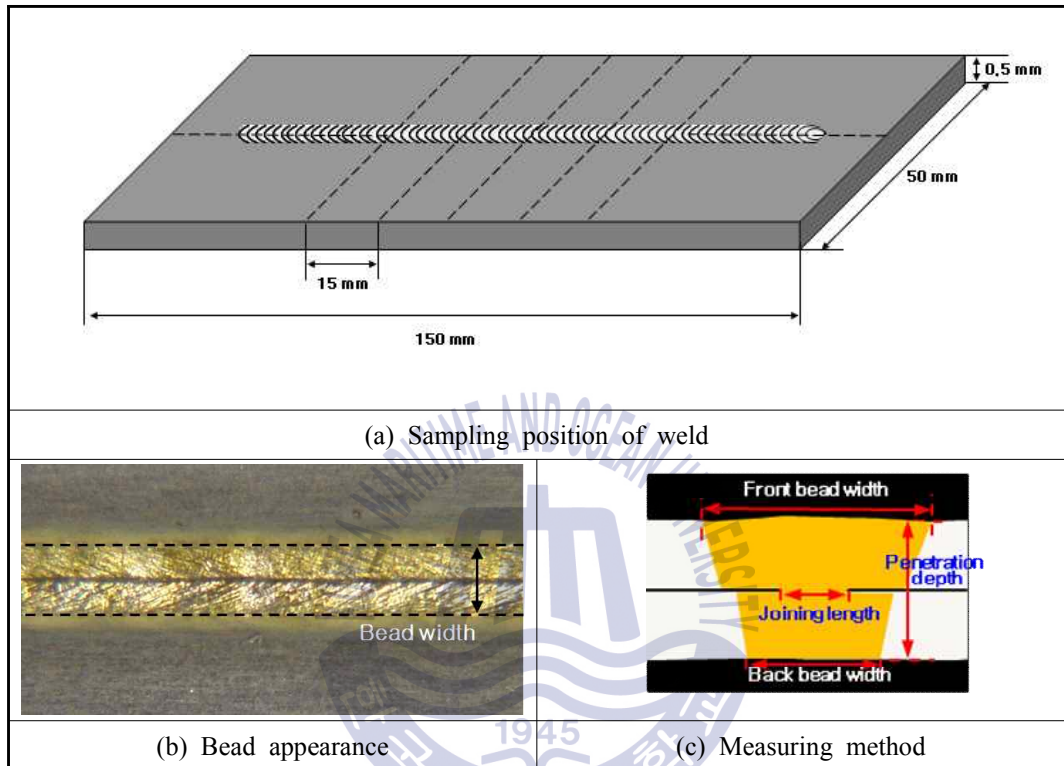 0.5 mm
50 mm
15 mm
150 mm
(a) Sampling position of weld
Bead width
Front bead width
Penetration
depth
Joining length
Back bead width
1945
(b) Bead appearance
(c) Measuring method